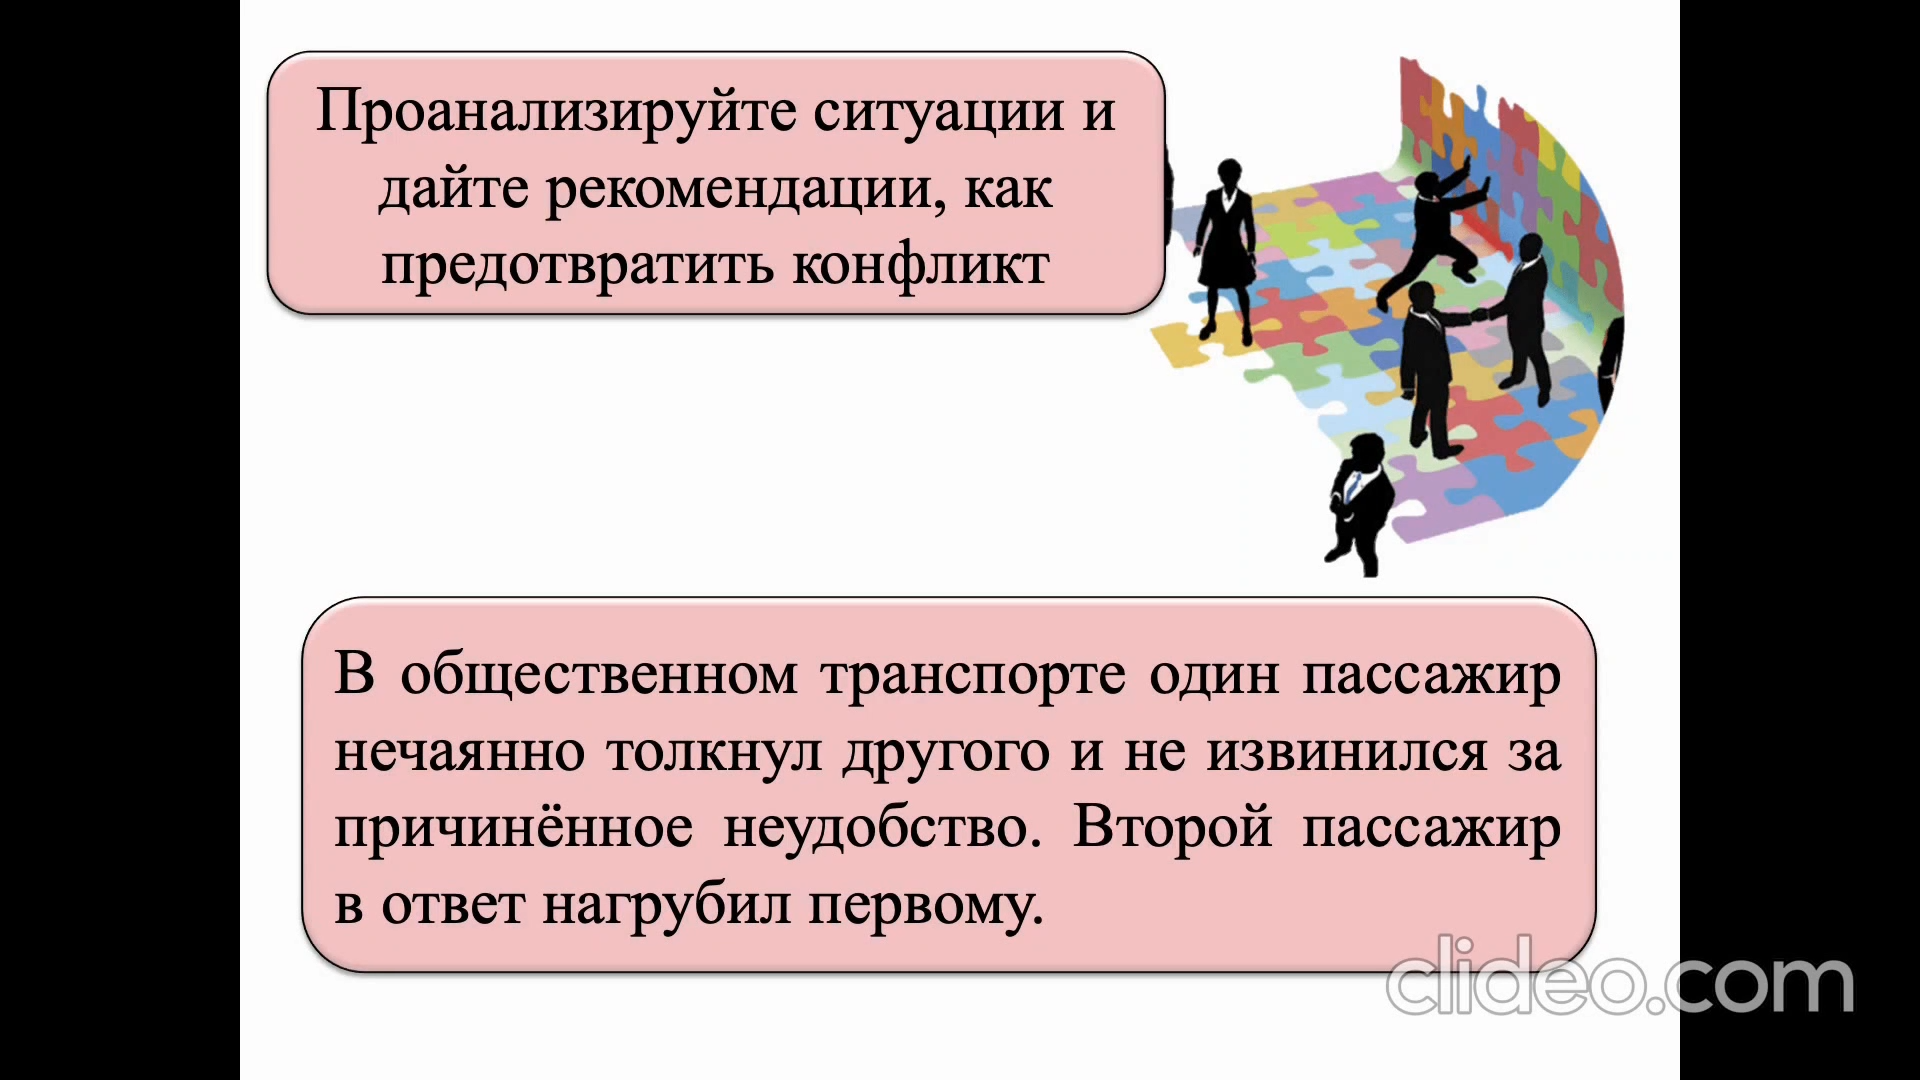 Проанализируйте ситуации и
дайте рекомендации, как
предотвратить конфликт
В общественном транспорте один пассажир
нечаянно толкнул другого и не извинился за
причинённое неудобство. Второй пассажир
в ответ нагрубил первому.
clideo.com